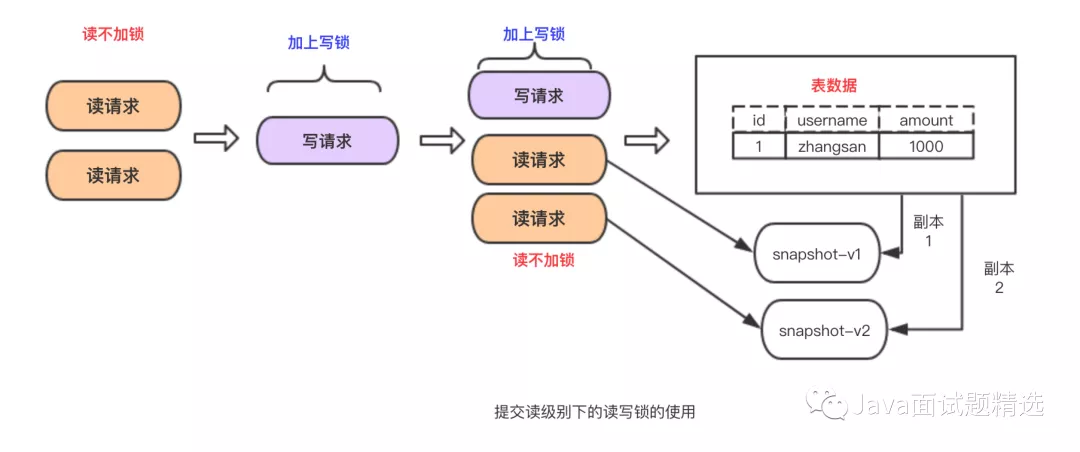 读不加锁
读请求
读请求
加上写锁
写请求
加上写锁
写请求
读请求
读请求
读不加锁
表数据
id username amount
1 zhangsan 1000
副本
1
副本
2
snapshot-v1
snapshot-v2
提交读级别下的读写锁的使用
Java面试题精选